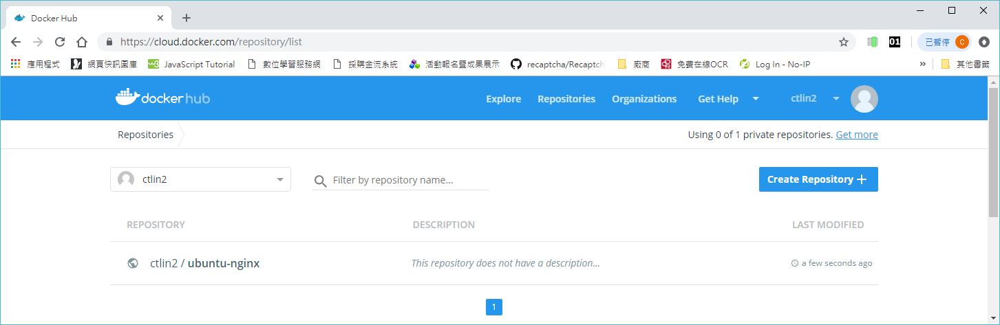 Docker Hub
https://cloud.docker.com/repository/list
01
已暫停
C
應用程式
網頁快訊圖庫
w3
JavaScript Tutorial
數位學習服務網
採購金流系統
活動報名暨成果展示
recaptcha/Recaptch
廠商
免費在線OCR
Log In - No-IP
»
其他書籤
dockerhub
Explore
Repositories
Organizations
Get Help
ctlin2
Repositories
Using 0 of 1 private repositories. Get more
ctlin2
Filter by repository name...
Create Repository +
REPOSITORY
DESCRIPTION
LAST MODIFIED
ctlin2 / ubuntu-nginx
This repository does not have a description...
a few seconds ago
1